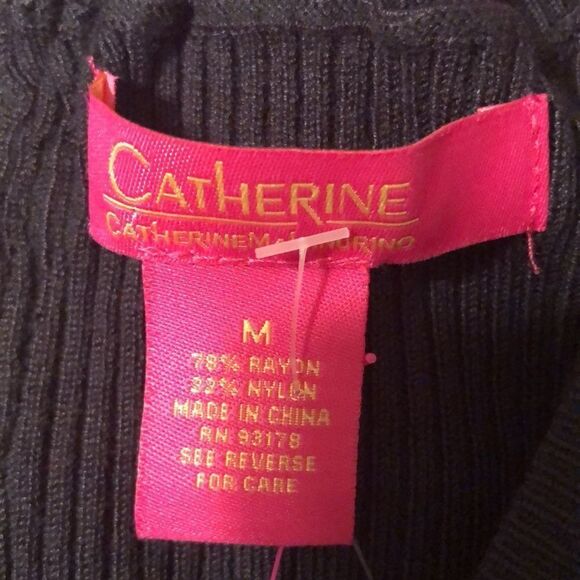 CATHERINE
M
78% RAYON
22% NYLON
MADE IN CHINA
RN 93178
SEE REVERSE
FOR CARE